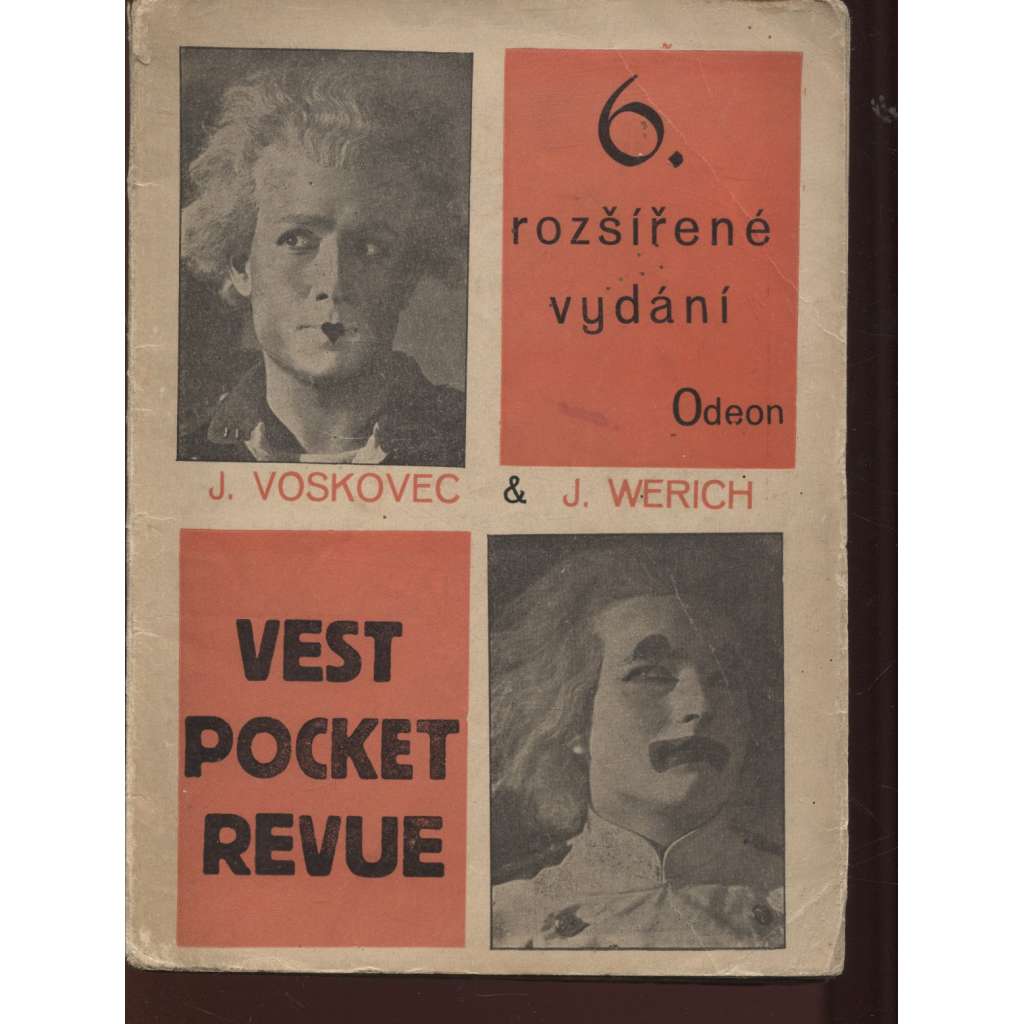 6.
rozšířené
vydání
Odeon
J. VOSKOVEC & J. WERICH
VEST
POCKET
REVUE